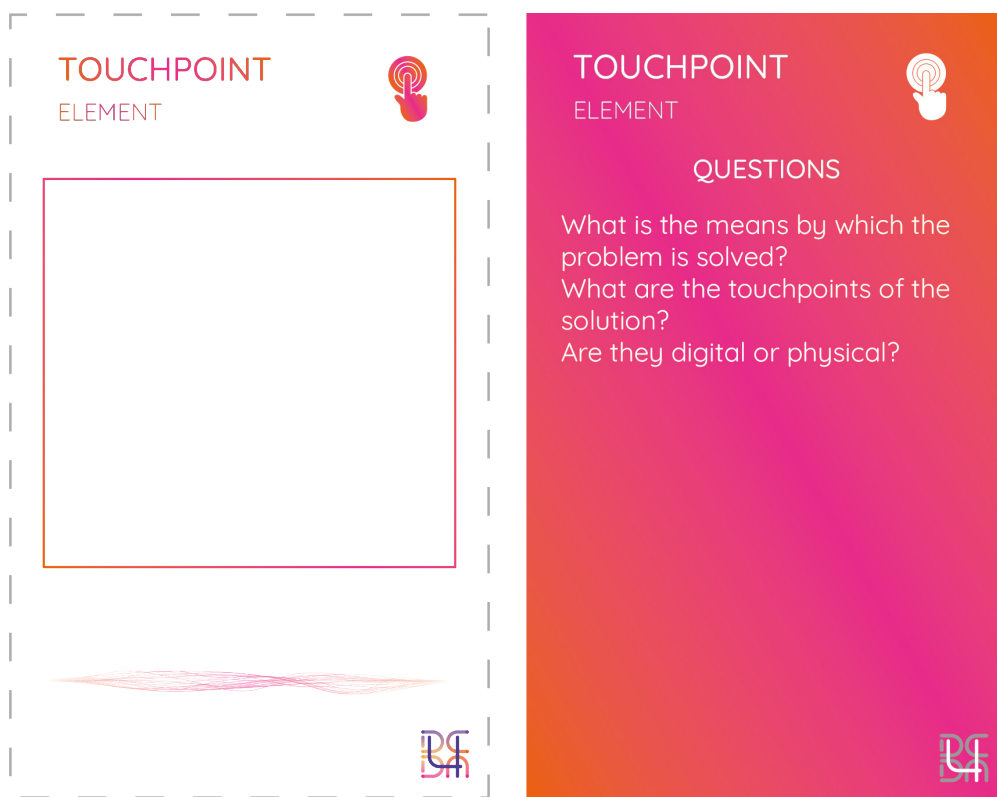 TOUCHPOINT
ELEMENT
TOUCHPOINT
ELEMENT
QUESTIONS
What is the means by which the
problem is solved?
What are the touchpoints of the
solution?
Are they digital or physical?